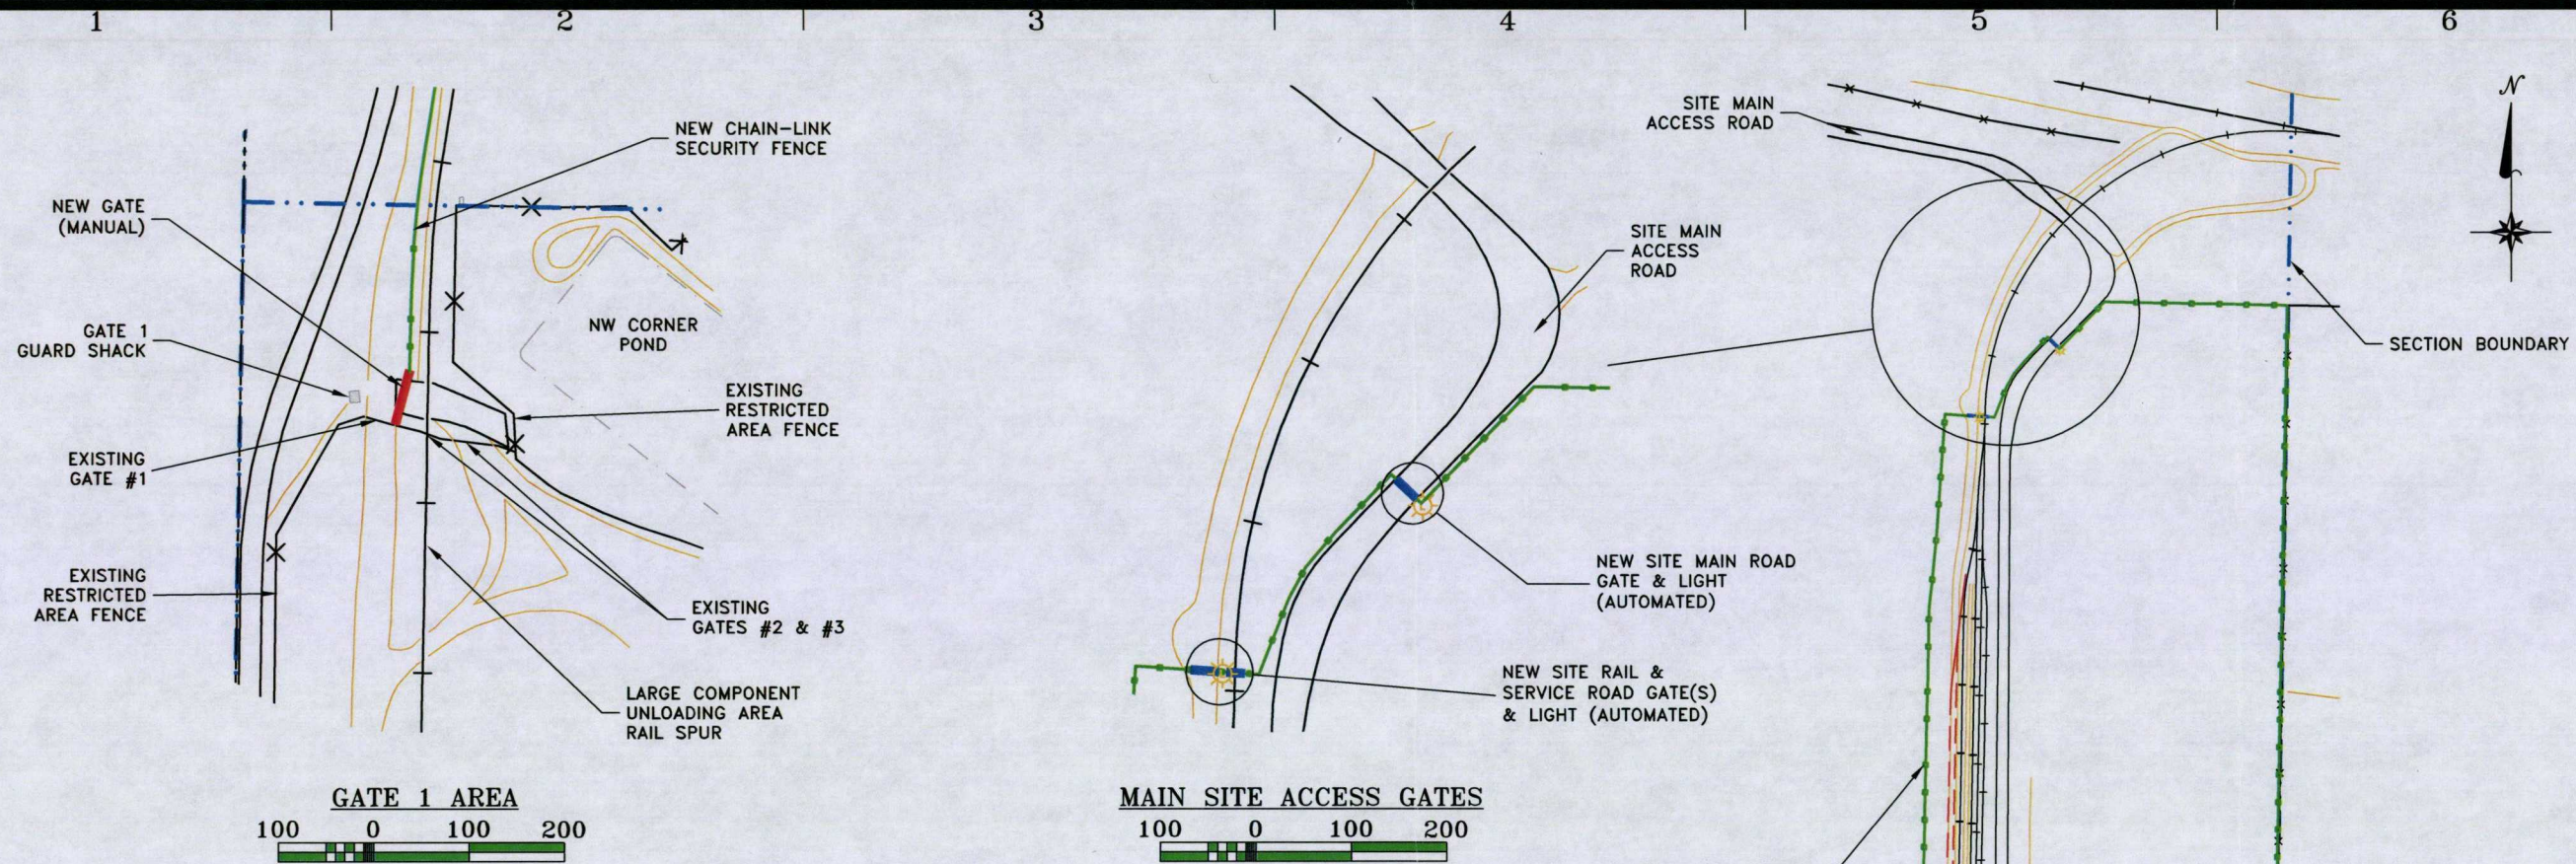 1 2 3 4 5 6
NEW CHAIN-LINK
SECURITY FENCE
NEW GATE
(MANUAL)
GATE 1
GUARD SHACK
NW CORNER
POND
EXISTING
RESTRICTED
AREA FENCE
EXISTING
GATE #1
EXISTING
RESTRICTED
AREA FENCE
EXISTING
GATES #2 & #3
LARGE COMPONENT
UNLOADING AREA
RAIL SPUR
GATE 1 AREA
100 0 100 200
SITE MAIN
ACCESS
ROAD
NEW SITE MAIN ROAD
GATE & LIGHT
(AUTOMATED)
NEW SITE RAIL &
SERVICE ROAD GATE(S)
& LIGHT (AUTOMATED)
MAIN SITE ACCESS GATES
100 0 100 200
SITE MAIN
ACCESS ROAD
N
SECTION BOUNDARY